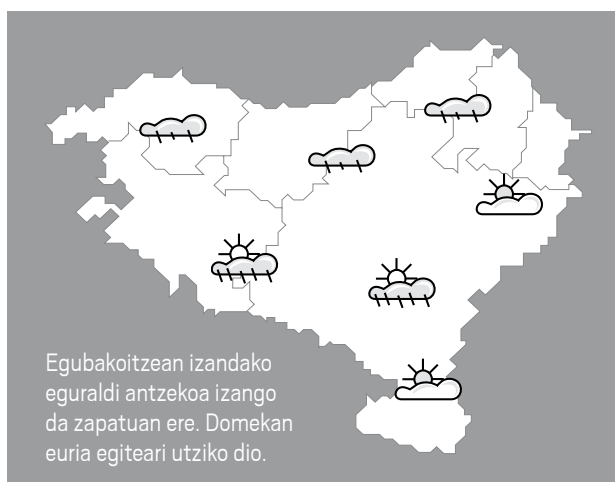 Egubakoitzean izandako
eguraldi antzekoa izango
da zapatuan ere. Domekan
euria egiteari utziko dio.